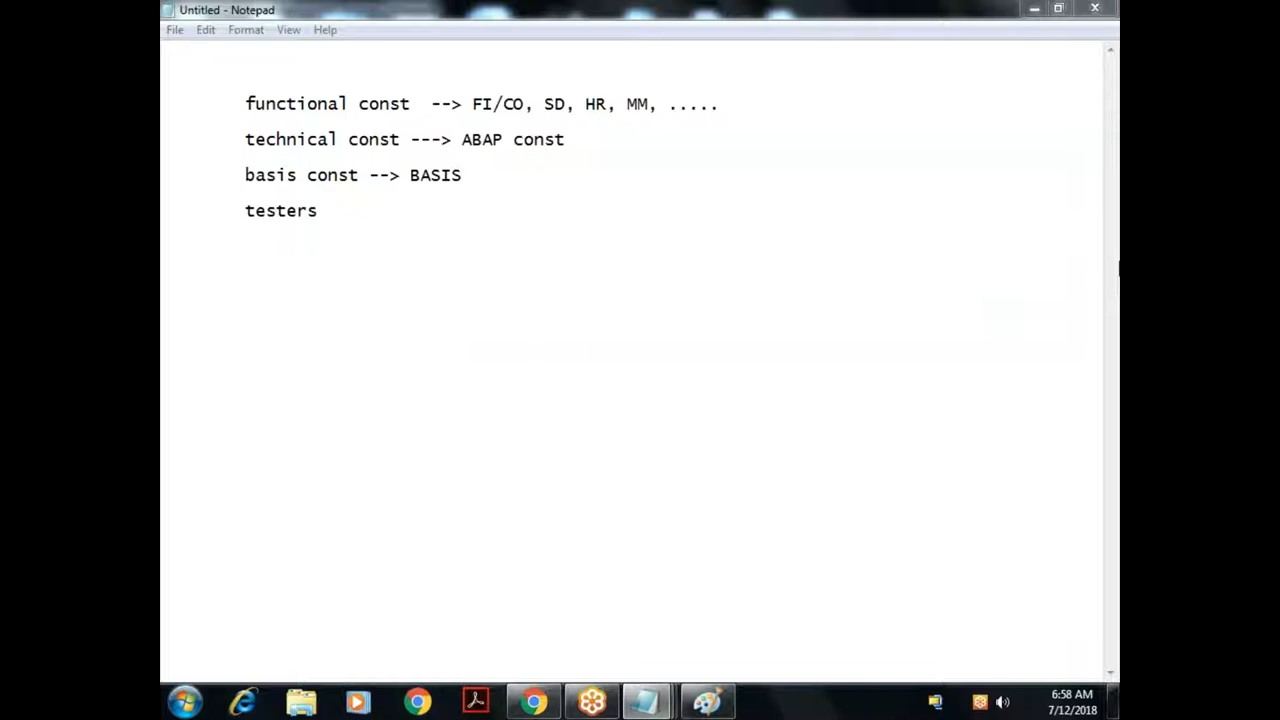 Untitled - Notepad
File Edit Format View Help
functional const --> FI/CO, SD, HR, MM, .....
technical const ---> ABAP const
basis const --> BASIS
testers
6:58 AM
7/12/2018